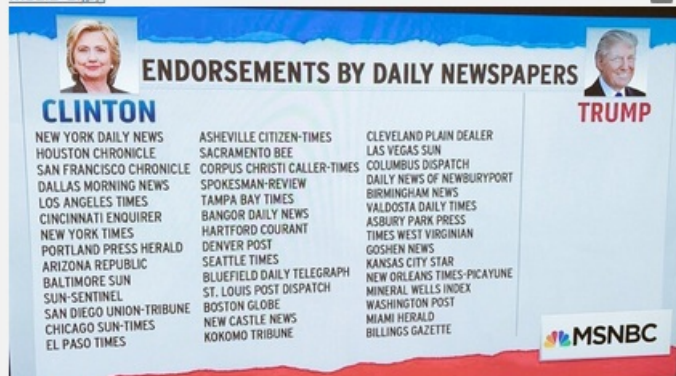 ENDORSEMENTS BY DAILY NEWSPAPERS
CLINTON
TRUMP
NEW YORK DAILY NEWS
HOUSTON CHRONICLE
SAN FRANCISCO CHRONICLE
DALLAS MORNING NEWS
LOS ANGELES TIMES
CINCINNATI ENQUIRER
NEW YORK TIMES
PORTLAND PRESS HERALD
ARIZONA REPUBLIC
BALTIMORE SUN
SUN-SENTINEL
SAN DIEGO UNION-TRIBUNE
CHICAGO SUN-TIMES
EL PASO TIMES
ASHEVILLE CITIZEN-TIMES
SACRAMENTO BEE
CORPUS CHRISTI CALLER-TIMES
SPOKESMAN-REVIEW
TAMPA BAY TIMES
BANGOR DAILY NEWS
HARTFORD COURANT
DENVER POST
SEATTLE TIMES
BLUEFIELD DAILY TELEGRAPH
ST. LOUIS POST DISPATCH
BOSTON GLOBE
NEW CASTLE NEWS
KOKOMO TRIBUNE
CLEVELAND PLAIN DEALER
LAS VEGAS SUN
COLUMBUS DISPATCH
DAILY NEWS OF NEWBURYPORT
BIRMINGHAM NEWS
VALDOSTA DAILY TIMES
ASBURY PARK PRESS
TIMES WEST VIRGINIAN
GOSHEN NEWS
KANSAS CITY STAR
NEW ORLEANS TIMES-PICAYUNE
MINERAL WELLS INDEX
WASHINGTON POST
MIAMI HERALD
BILLINGS GAZETTE
MSNBC